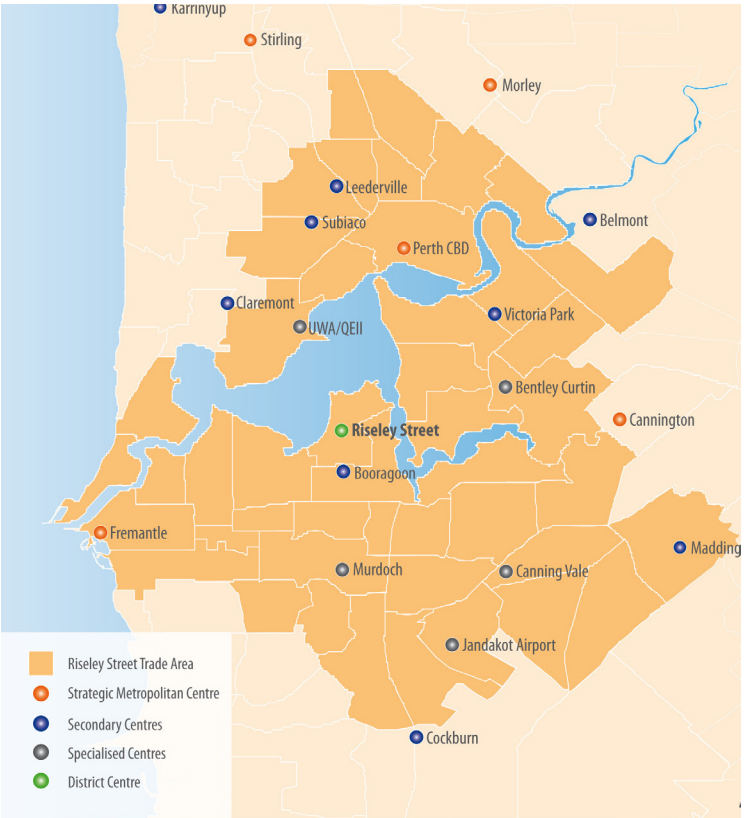 Karrinyup
Stirling
Morley
Leederville
Subiaco
Belmont
Perth CBD
Claremont
Victoria Park
UWA/QEII
Bentley Curtin
Cannington
Riseley Street
Booragoon
Fremantle
Madding
Murdoch
Canning Vale
Jandakot Airport
Riseley Street Trade Area
Strategic Metropolitan Centre
Secondary Centres
Cockburn
Specialised Centres
District Centre